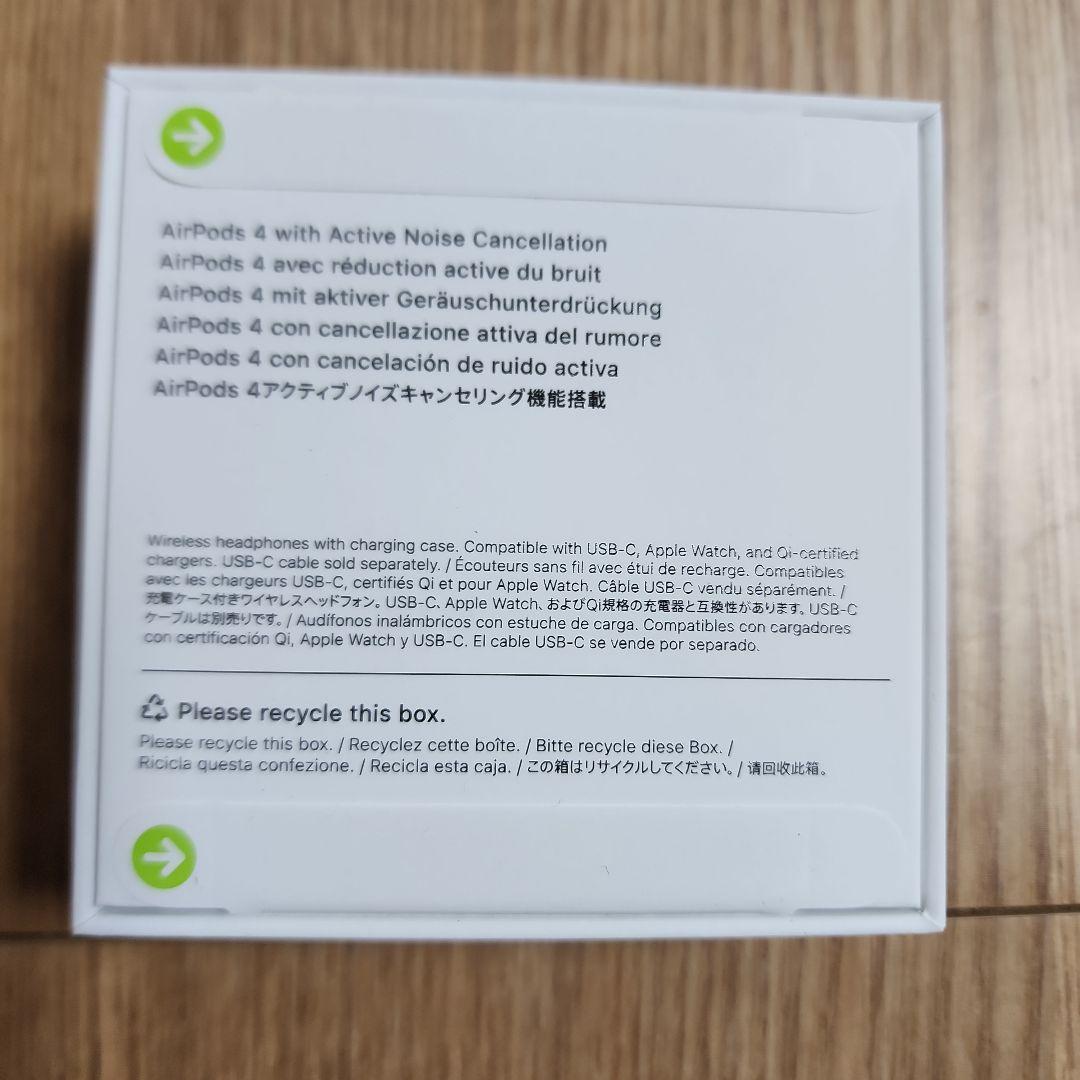 AirPods 4 with Active Noise Cancellation
AirPods 4 avec réduction active du bruit
AirPods 4 mit aktiver Geräuschunterdrückung
AirPods 4 con cancellazione attiva del rumore
AirPods 4 con cancelación de ruido activa
AirPods 4アクティブノイズキャンセリング機能搭載
Wireless headphones with charging case. Compatible with USB-C, Apple Watch, and Qi-certified
chargers. USB-C cable sold separately. / Écouteurs sans fil avec étui de recharge. Compatibles
avec les chargeurs USB-C, certifiés Qi et pour Apple Watch. Câble USB-C vendu séparément. /
充電ケース付きワイヤレスヘッドフォン。USB-C、Apple Watch、およびQi規格の充電器と互換性があります。USB-C
ケーブルは別売りです。/ Audífonos inalámbricos con estuche de carga. Compatibles con cargadores
con certificación Qi, Apple Watch y USB-C. El cable USB-C se vende por separado.
Please recycle this box.
Please recycle this box. / Recyclez cette boîte. / Bitte recycle diese Box. /
Ricicla questa confezione. / Recicla esta caja. / この箱はリサイクルしてください。/ 请回收此箱。